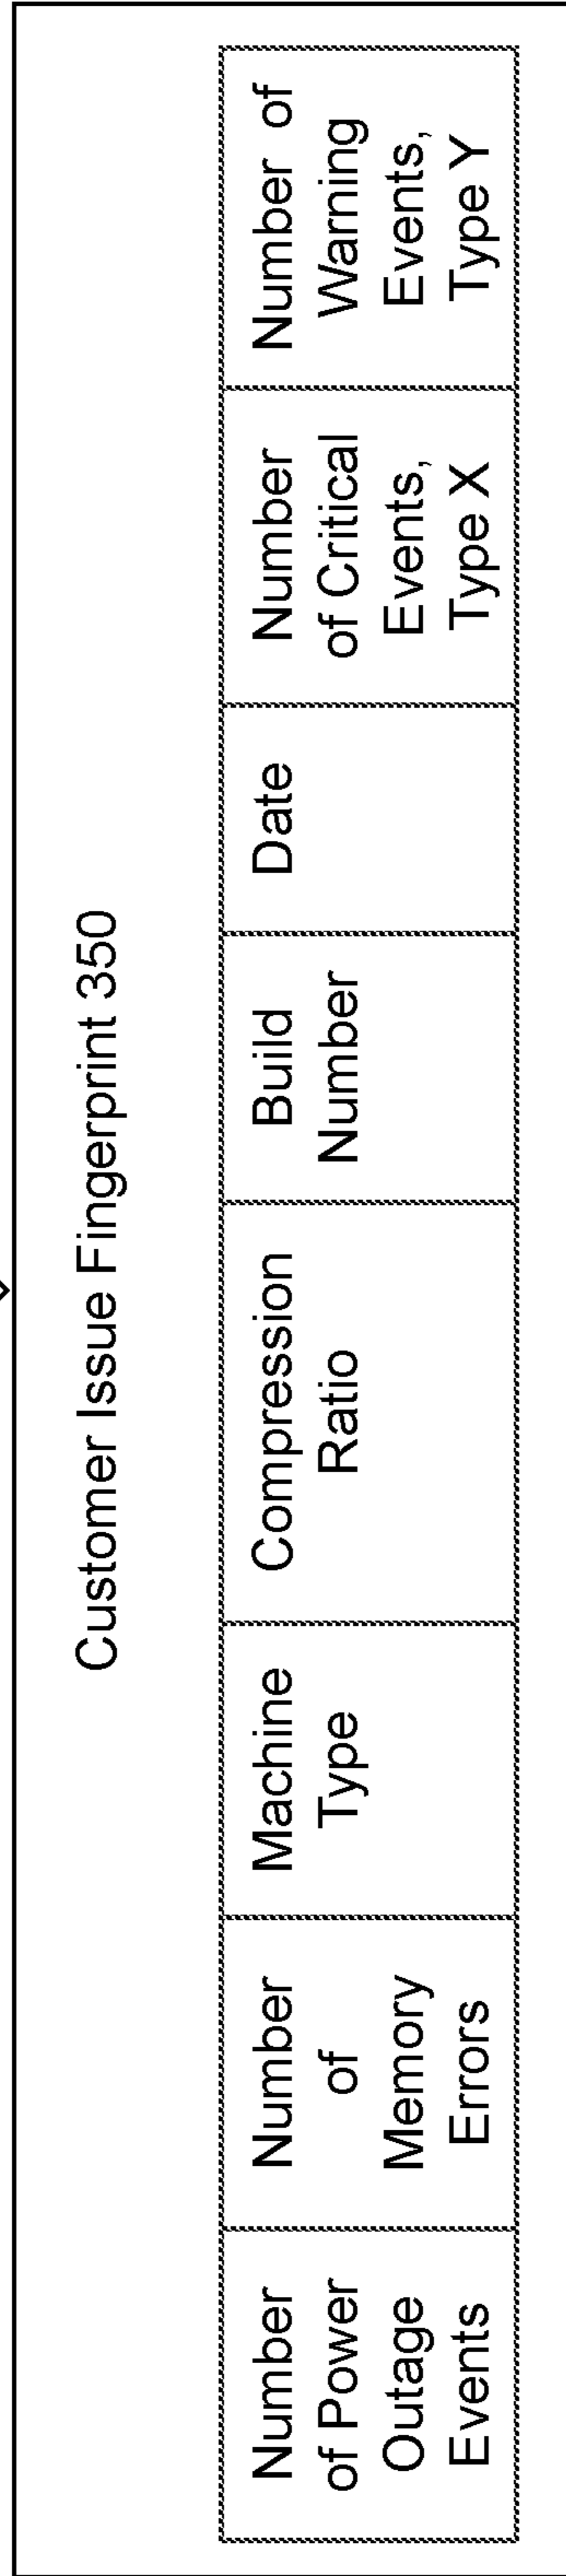 Customer Issue Fingerprint 350
Number
of Power
Outage
Events
Number
of
Memory
Errors
Machine
Type
Compression
Ratio
Build
Number
Date
Number
of Critical
Events,
Type X
Number of
Warning
Events,
Type Y